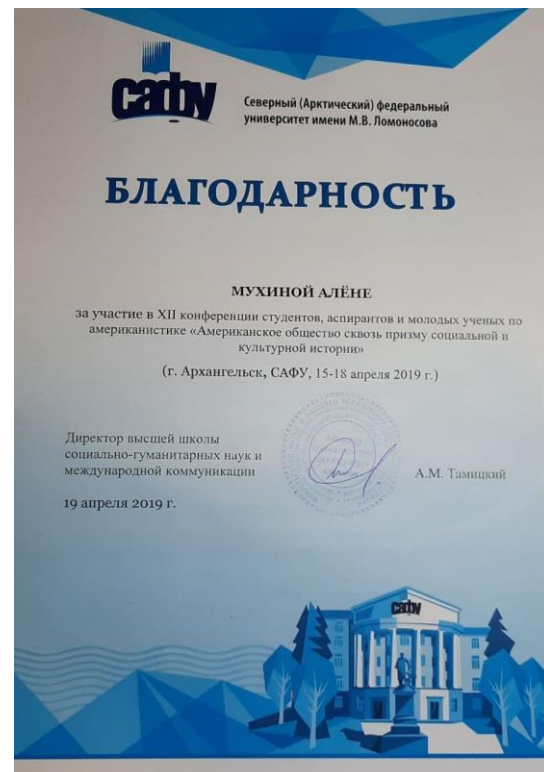 сафу
Северный (Арктический) федеральный
университет имени М.В. Ломоносова
БЛАГОДАРНОСТЬ
МУХИНОЙ АЛЁНЕ
за участие в XII конференции студентов, аспирантов и молодых ученых по
американистике «Американское общество сквозь призму социальной и
культурной истории»
(г. Архангельск, САФУ, 15-18 апреля 2019 г.)
Директор высшей школы
социально-гуманитарных наук и
международной коммуникации
А.М. Тамицкий
19 апреля 2019 г.
сафу